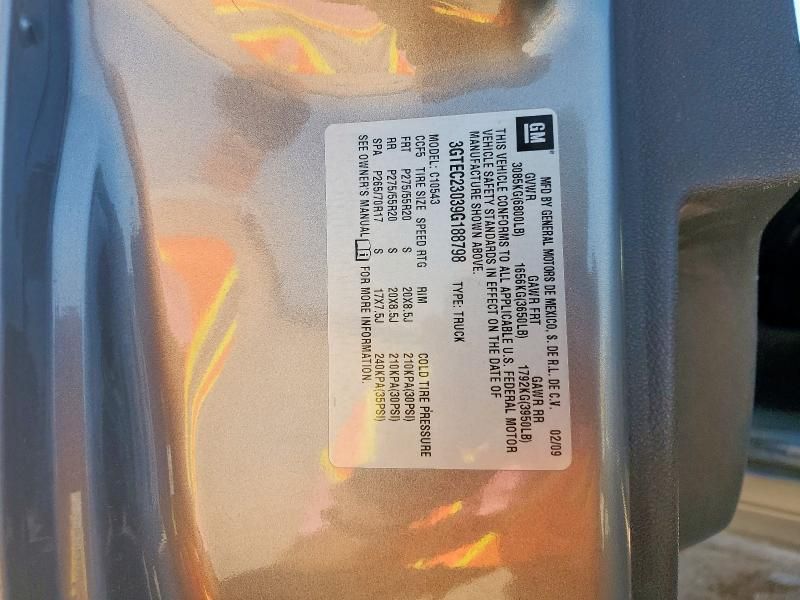 GM
MFD BY GENERAL MOTORS DE MEXICO, S. DE R.L. DE C.V. 02/09
GVWR GAWR FRT GAWR RR
3085KG(6800LB) 1656KG(3650LB) 1792KG(3950LB)
THIS VEHICLE CONFORMS TO ALL APPLICABLE U.S. FEDERAL MOTOR
VEHICLE SAFETY STANDARDS IN EFFECT ON THE DATE OF
MANUFACTURE SHOWN ABOVE.
3GTEC23039G188798 TYPE: TRUCK
MODEL: C10543
CCF5 TIRE SIZE SPEED RTG RIM COLD TIRE PRESSURE
FRT P275/55R20 S 20X8.5J 210KPA(30PSI)
RR P275/55R20 S 20X8.5J 210KPA(30PSI)
SPA P265/70R17 S 17X7.5J 240KPA(35PSI)
SEE OWNER'S MANUAL FOR MORE INFORMATION.